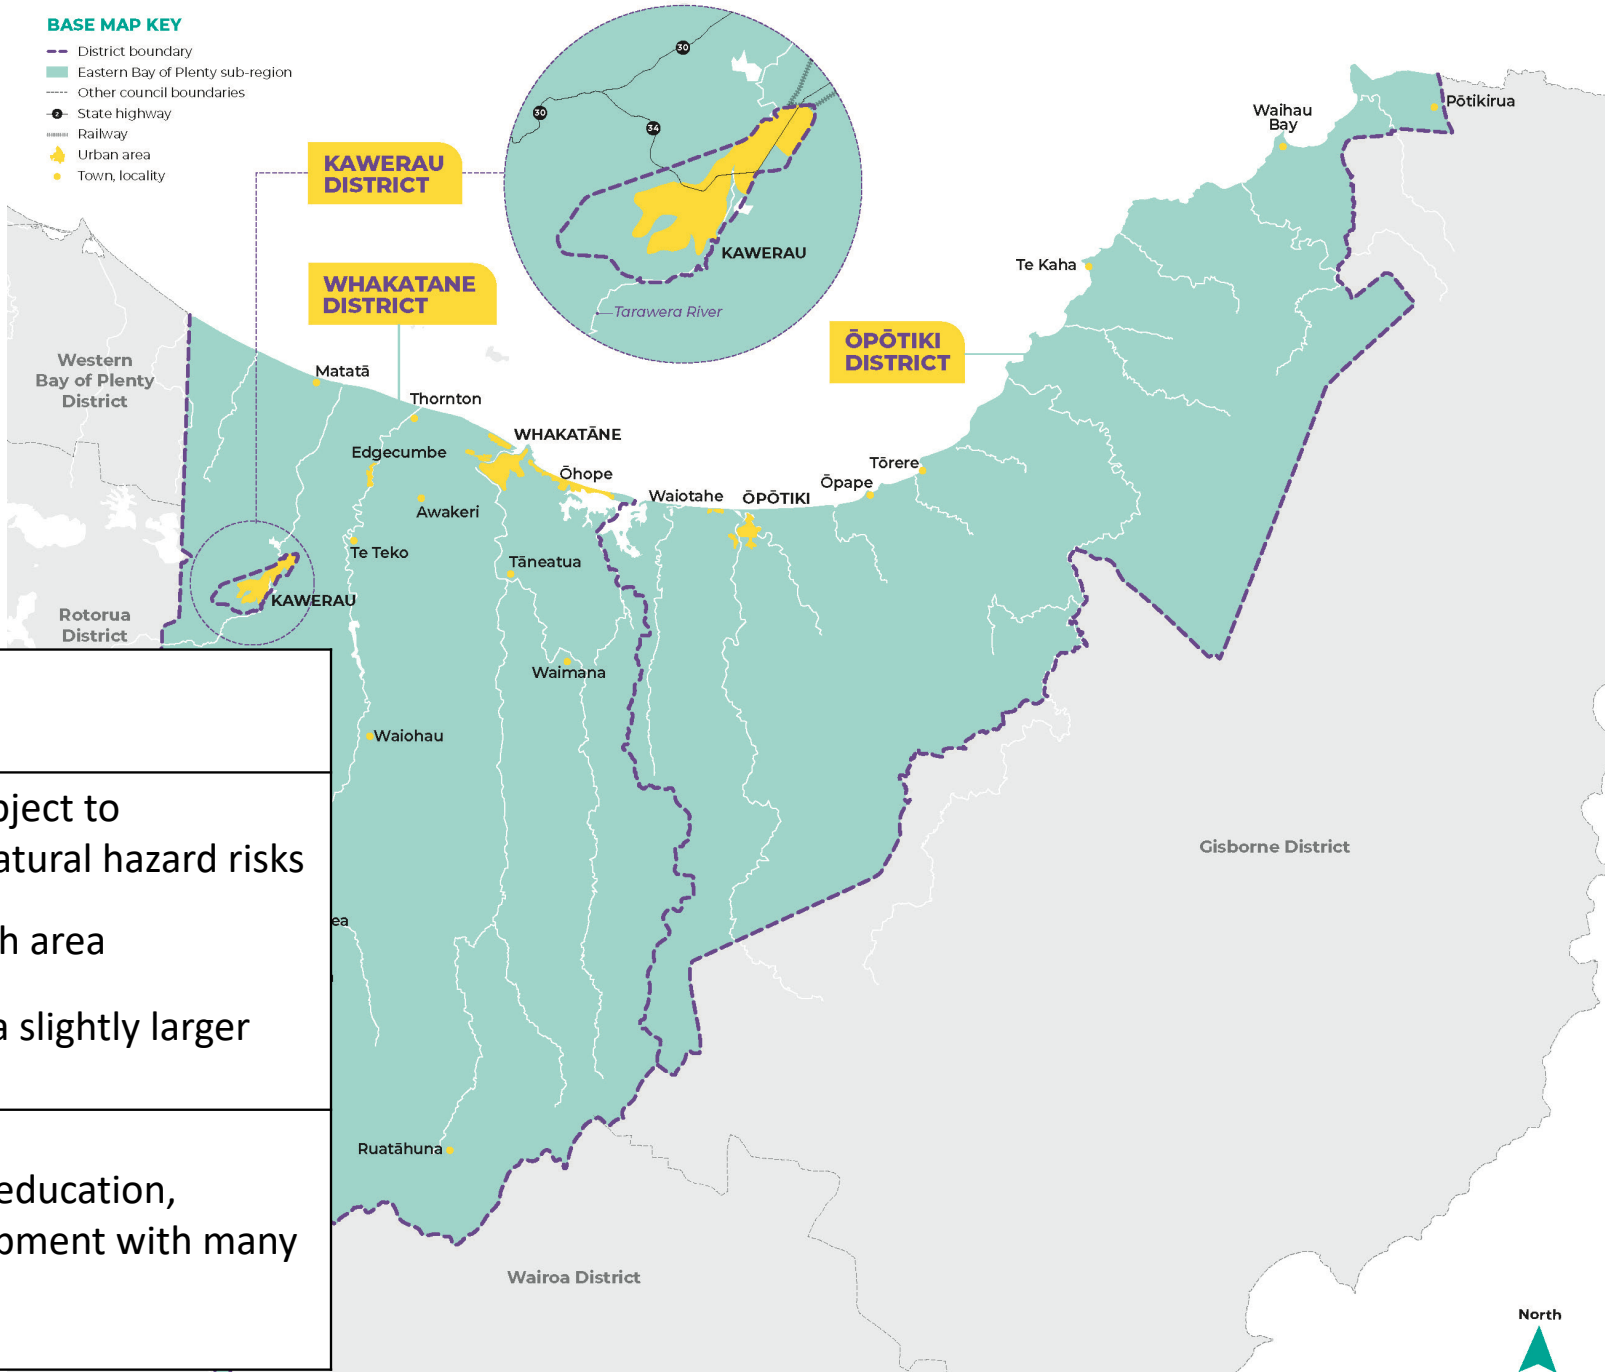 BASE MAP KEY
District boundary
Eastern Bay of Plenty sub-region
Other council boundaries
2 State highway
Railway
Urban area
Town, locality
KAWERAU
DISTRICT
30
30
34
KAWERAU
Tarawera River
WHAKATANE
DISTRICT
ŌPŌTIKI
DISTRICT
Pōtikirua
Waihau
Bay
Te Kaha
Western
Bay of Plenty
District
Matatā
Thornton
WHAKATĀNE
Edgecumbe
Ōhope
Tōrere
Ōpape
Waiotahe
ŌPŌTIKI
Awakeri
Te Teko
Tāneatua
KAWERAU
Rotorua
District
Waimana
Waiohau
bject to
atural hazard risks
ea
h area
a slightly larger
education,
pment with many
Gisborne District
Ruatāhuna
Wairoa District
North